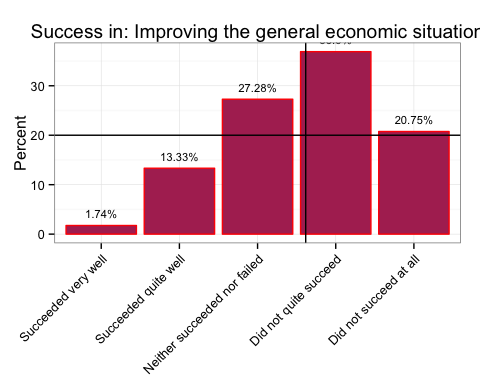 Success in: Improving the general economic situation
Percent
30
20
10
0
1.74%
13.33%
27.28%
20.75%
Succeeded very well
Succeeded quite well
Neither succeeded nor failed
Did not quite succeed
Did not succeed at all